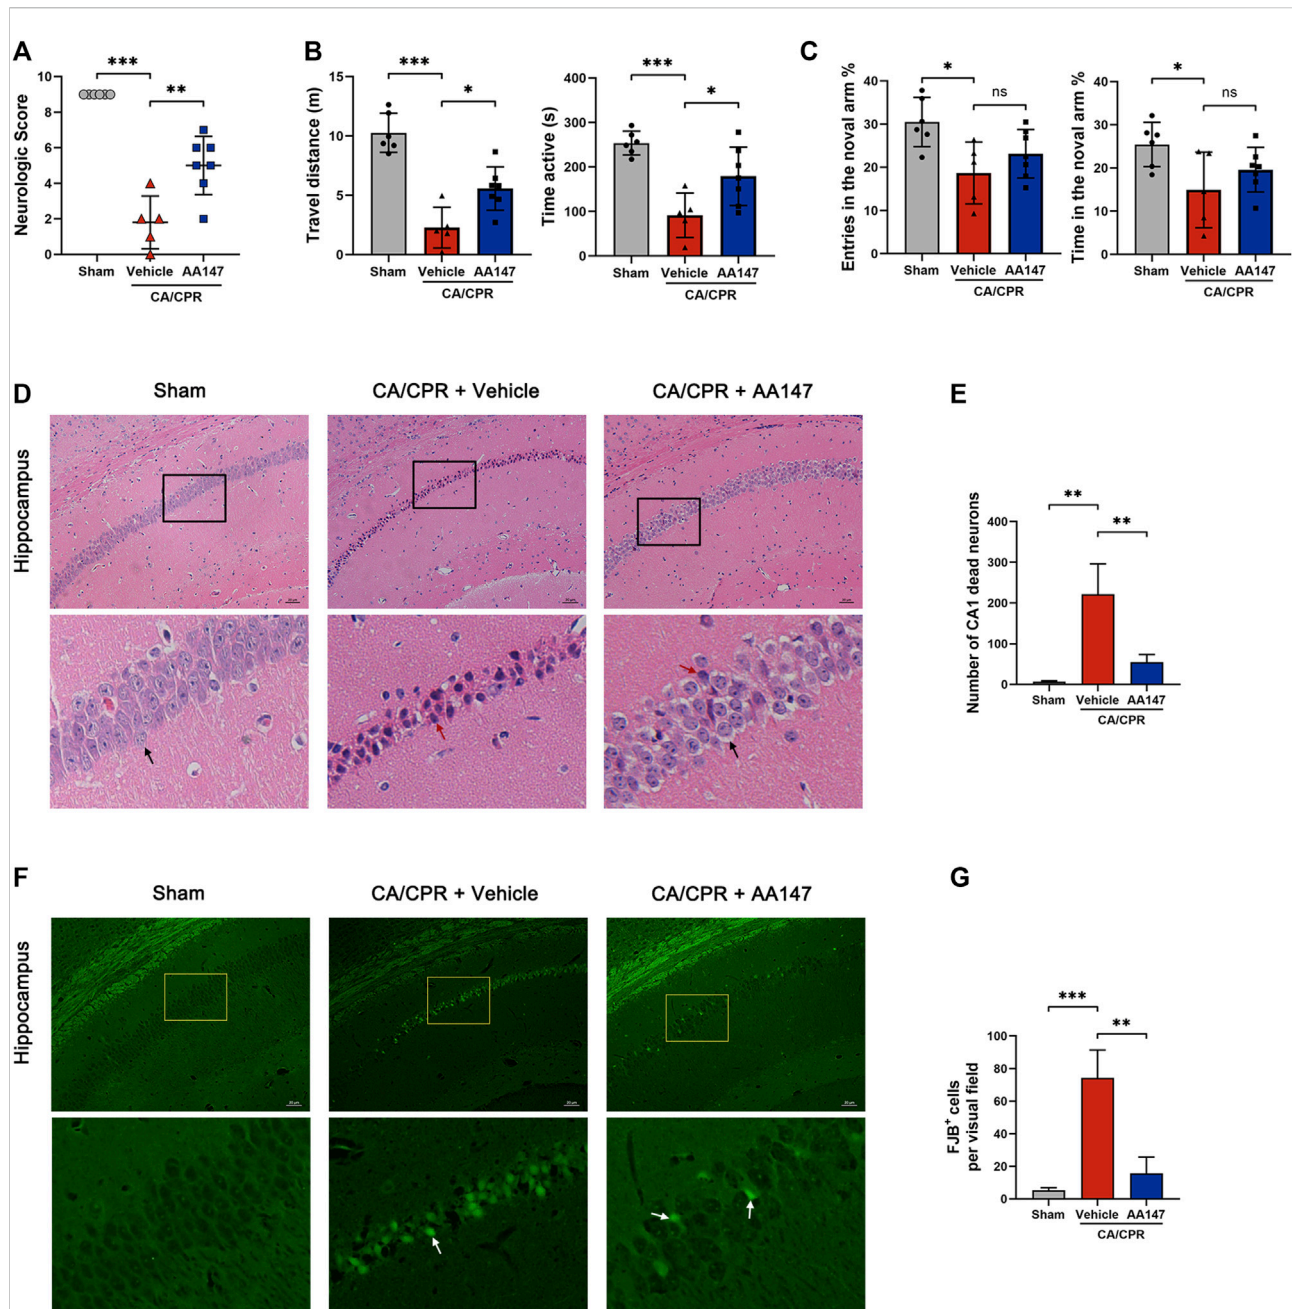 A
***
**
Neurologic Score
10
8
6
4
2
0
Sham
Vehicle
AA147
CA/CPR
B
***
*
Travel distance (m)
15
10
5
0
Sham
Vehicle
AA147
CA/CPR
***
*
Time active (s)
400
300
200
100
0
Sham
Vehicle
AA147
CA/CPR
C
*
ns
Entries in the noval arm %
40
30
20
10
0
Sham
Vehicle
AA147
CA/CPR
*
ns
Time in the noval arm %
40
30
20
10
0
Sham
Vehicle
AA147
CA/CPR
D
Sham
CA/CPR + Vehicle
CA/CPR + AA147
Hippocampus
E
**
**
Number of CA1 dead neurons
400
300
200
100
0
Sham
Vehicle
AA147
CA/CPR
F
Sham
CA/CPR + Vehicle
CA/CPR + AA147
Hippocampus
G
***
**
FJB+ cells
per visual field
100
80
60
40
20
0
Sham
Vehicle
AA147
CA/CPR